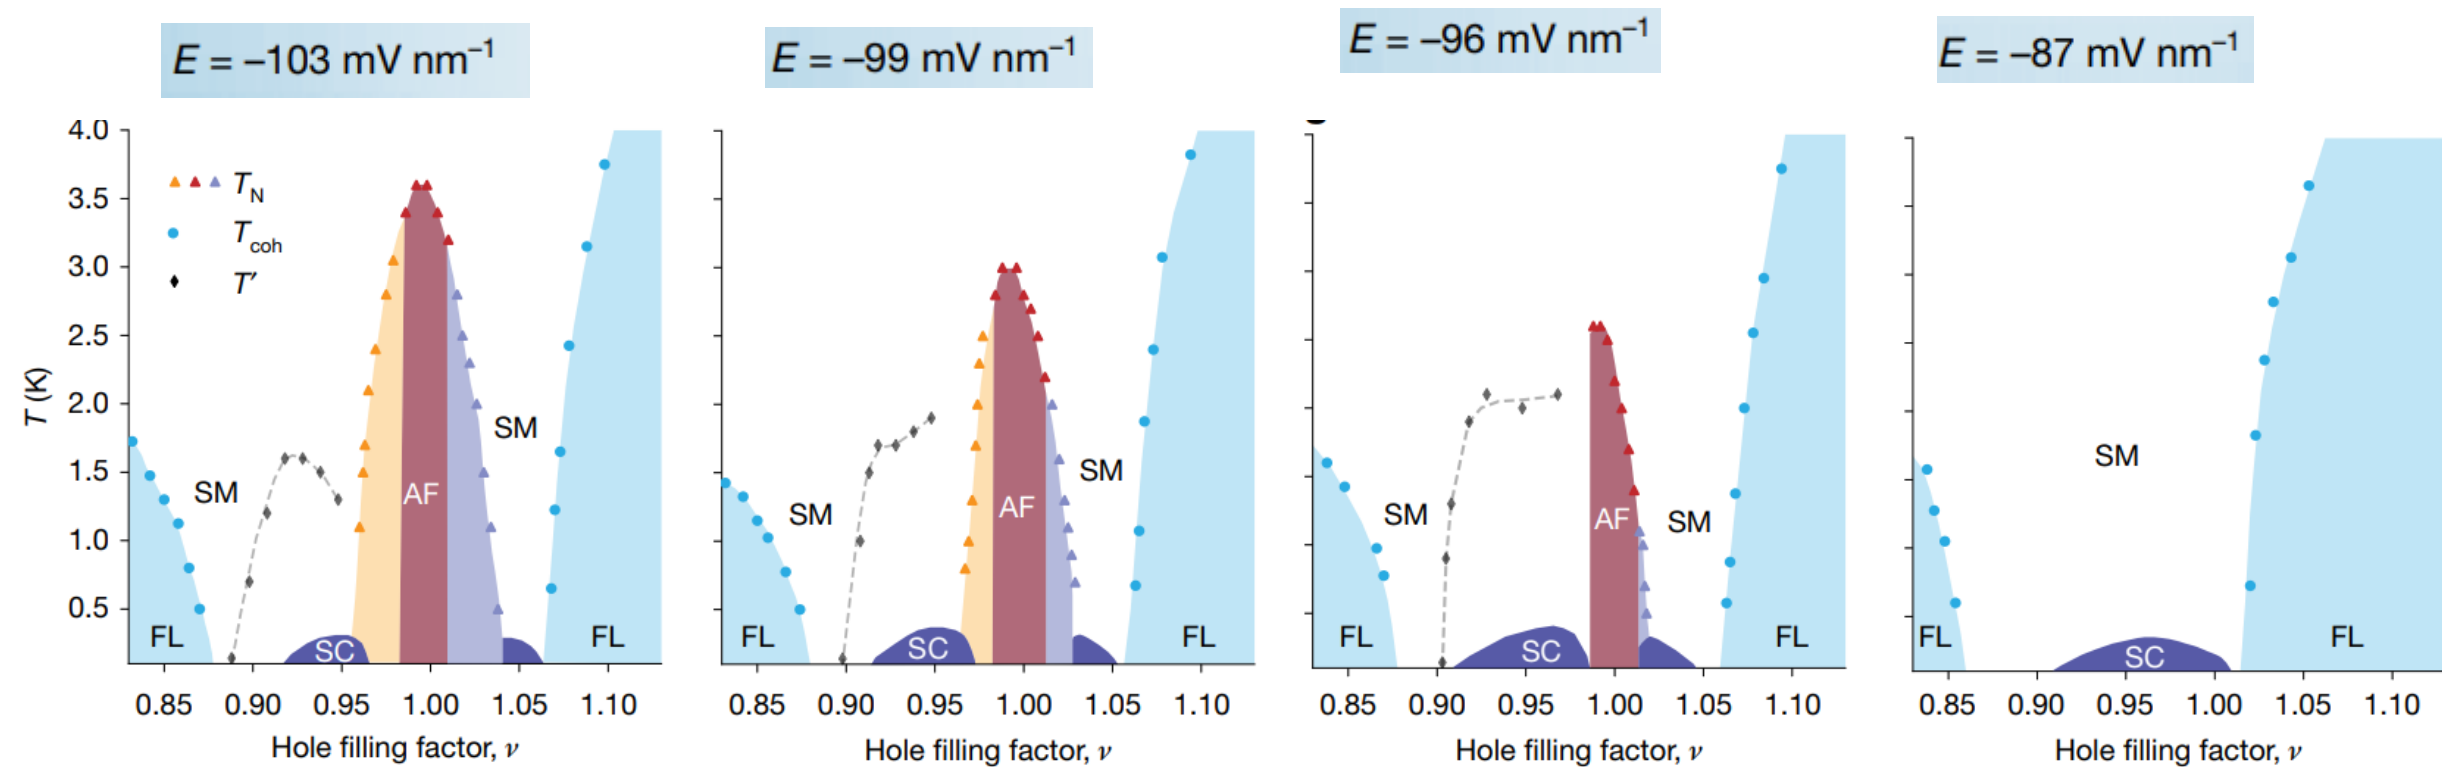 E = –103 mV nm⁻¹
E = –99 mV nm⁻¹
E = –96 mV nm⁻¹
E = –87 mV nm⁻¹
4.0
3.5
3.0
2.5
2.0
1.5
1.0
0.5
T (K)
T_N
T_coh
T′
FL
SM
SC
AF
SM
FL
0.85 0.90 0.95 1.00 1.05 1.10
Hole filling factor, ν
FL
SM
SC
AF
SM
FL
0.85 0.90 0.95 1.00 1.05 1.10
Hole filling factor, ν
FL
SM
SC
AF
SM
FL
0.85 0.90 0.95 1.00 1.05 1.10
Hole filling factor, ν
FL
SM
SC
FL
0.85 0.90 0.95 1.00 1.05 1.10
Hole filling factor, ν